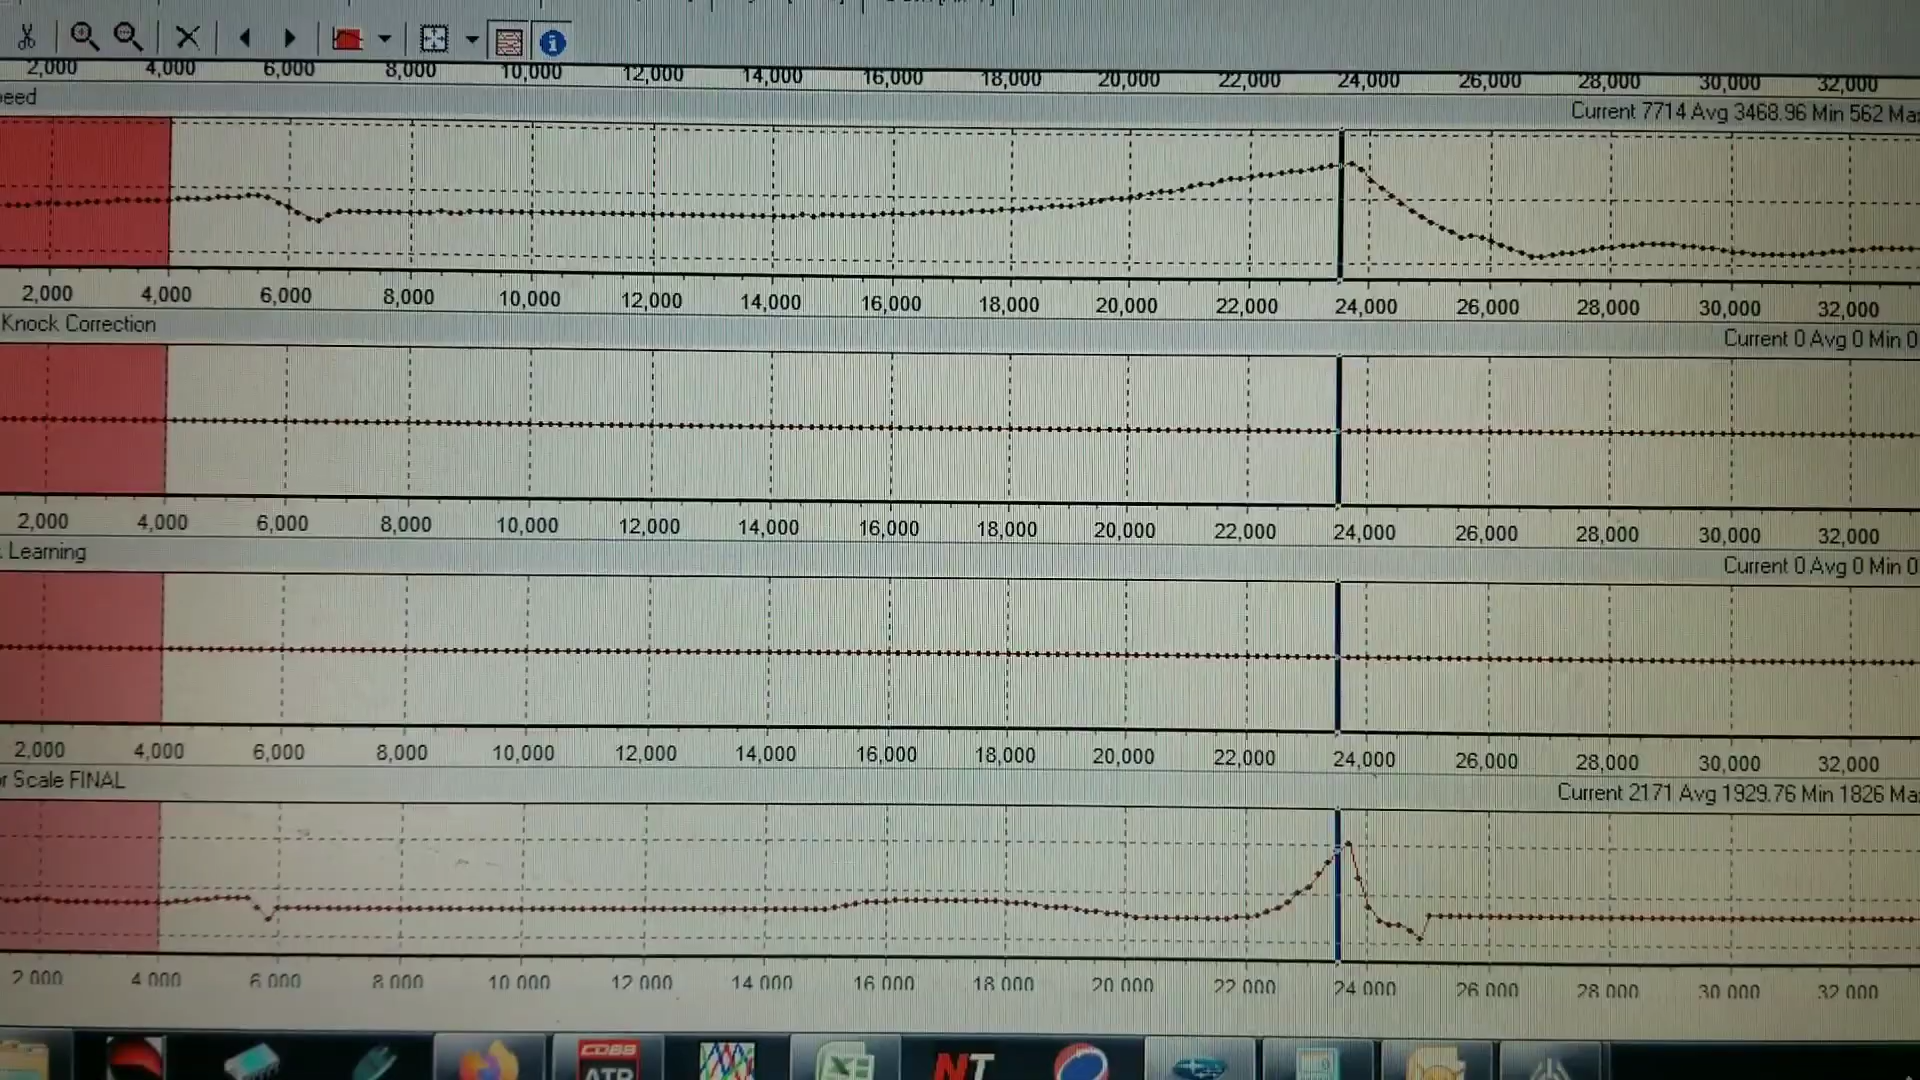 2,000 4,000 6,000 8,000 10,000 12,000 14,000 16,000 18,000 20,000 22,000 24,000 26,000 28,000 30,000 32,000
eed
Current 7714 Avg 3468.96 Min 562 Ma
2,000 4,000 6,000 8,000 10,000 12,000 14,000 16,000 18,000 20,000 22,000 24,000 26,000 28,000 30,000 32,000
Knock Correction
Current 0 Avg 0 Min 0
2,000 4,000 6,000 8,000 10,000 12,000 14,000 16,000 18,000 20,000 22,000 24,000 26,000 28,000 30,000 32,000
Learning
Current 0 Avg 0 Min 0
2,000 4,000 6,000 8,000 10,000 12,000 14,000 16,000 18,000 20,000 22,000 24,000 26,000 28,000 30,000 32,000
r Scale FINAL
Current 2171 Avg 1929.76 Min 1826 Ma
2 000 4 000 6 000 8 000 10 000 12 000 14 000 16 000 18 000 20 000 22 000 24 000 26 000 28 000 30 000 32 000
COBB
ATR
NT